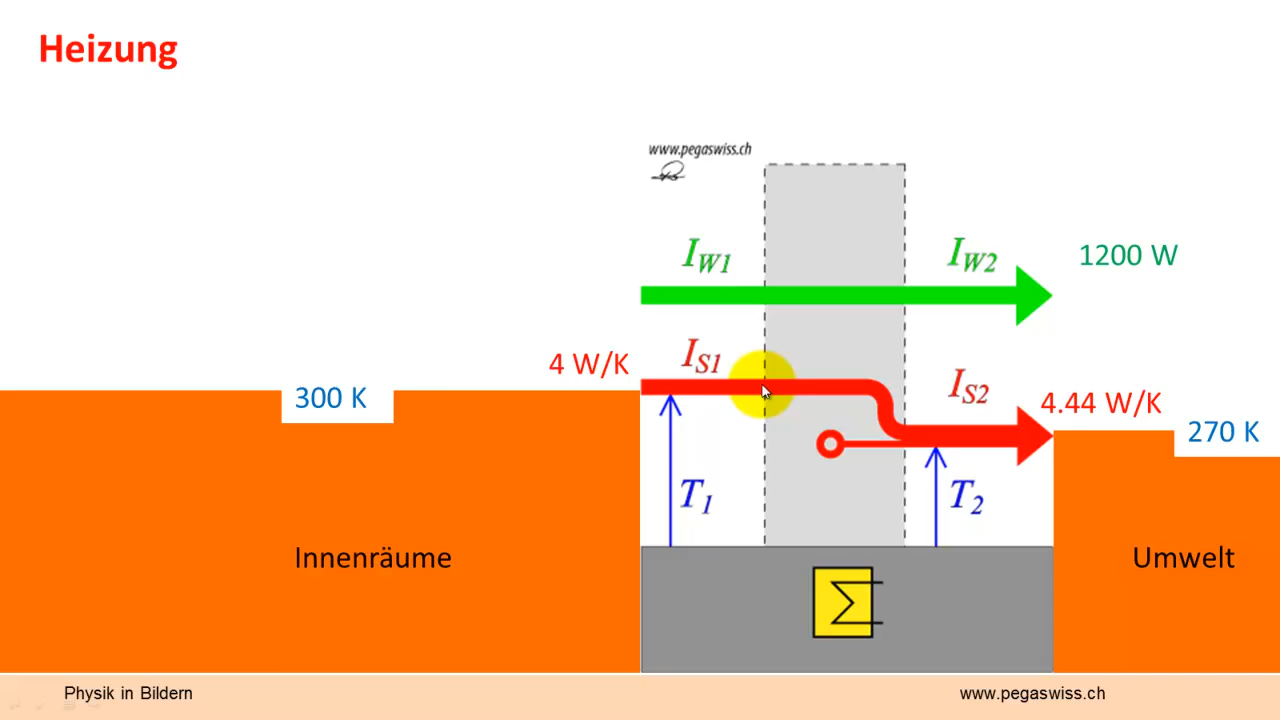 Heizung
www.pegaswiss.ch
I_W1
I_W2
1200 W
4 W/K
I_S1
I_S2
4.44 W/K
300 K
270 K
T_1
T_2
Innenräume
Umwelt
Physik in Bildern
www.pegaswiss.ch